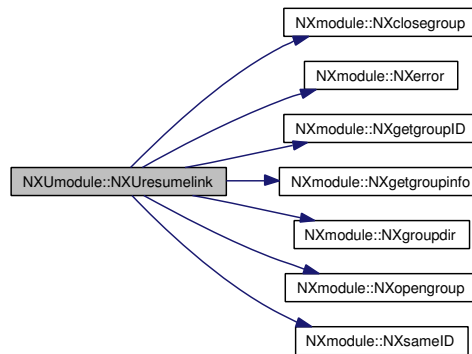 NXmodule::NXclosegroup
NXmodule::NXerror
NXmodule::NXgetgroupID
NXUmodule::NXUresumelink
NXmodule::NXgetgroupinfo
NXmodule::NXgroupdir
NXmodule::NXopengroup
NXmodule::NXsameID